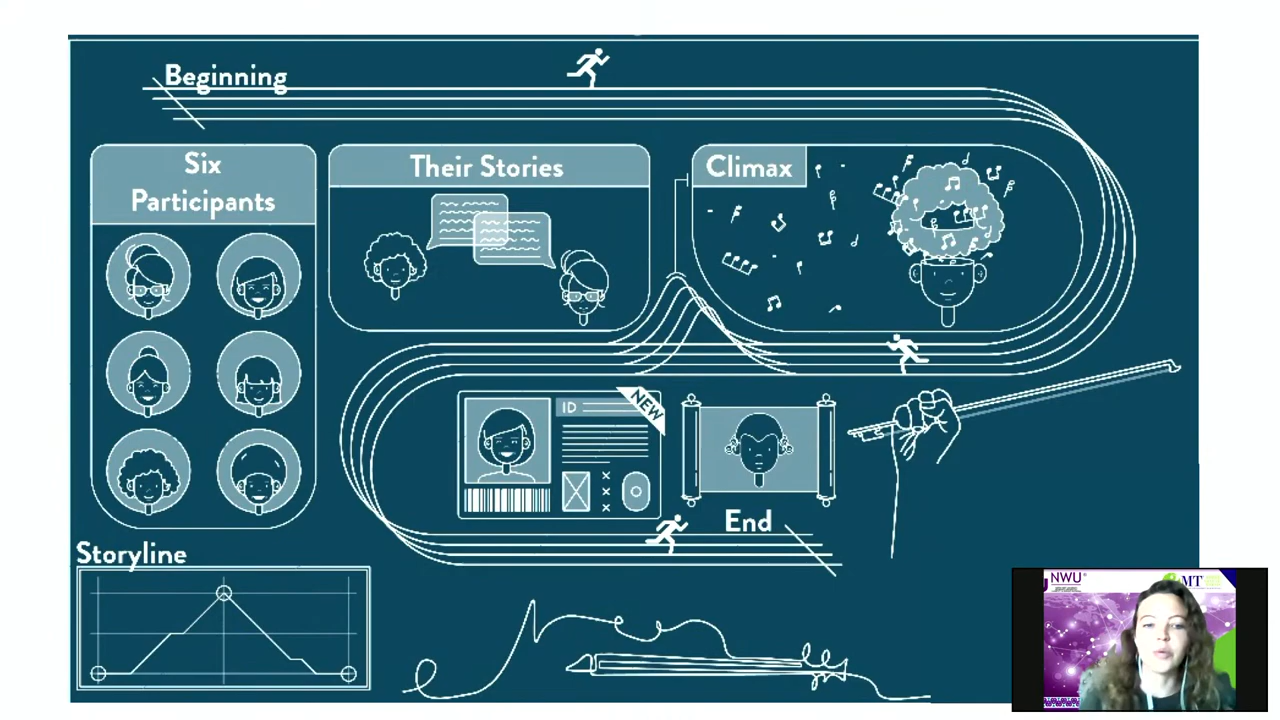 Beginning
Six
Participants
Their Stories
Climax
ID
NEW
End
Storyline
NWU
MT